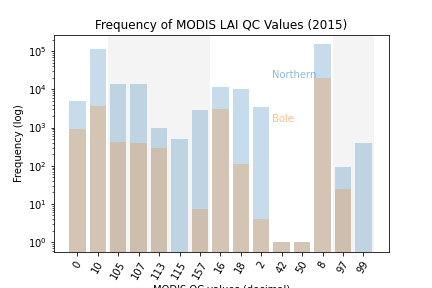 Frequency of MODIS LAI QC Values (2015)
10⁵
10⁴
10³
10²
10¹
10⁰
Frequency (log)
Northern
Bole
0 10 105 107 113 115 157 16 18 2 42 50 8 97 99
MODIS QC values (decimal)